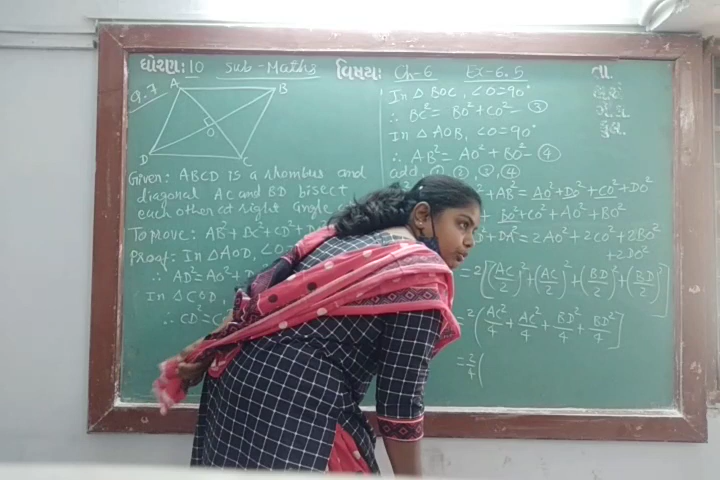 ધોરણ: 10 Sub-Maths વિષય: Ch-6 Ex-6.5 તા.
Q.7
A B
O
D C
Given: ABCD is a rhombus and
diagonal AC and BD bisect
each other at right angle
To Prove: AB²+BC²+CD²+D
Proof: In △AOD, ∠O
∴ AD²=AO²+D
In △COD,
∴ CD²=C
In △BOC, ∠O=90°
∴ BC²= BO²+CO²-③
In △AOB, ∠O=90°
∴ AB²= AO²+BO²-④
add ②,③,④
²+AB²= AO²+DO²+CO²+DO²
BO²+CO²+AO²+BO²
+DA²=2AO²+2CO²+2BO²
+2DO²
=2[(AC/2)²+(AC/2)²+(BD/2)²+(BD/2)²]
=2(AC²/4+AC²/4+BD²/4+BD²/4]
=2/4(